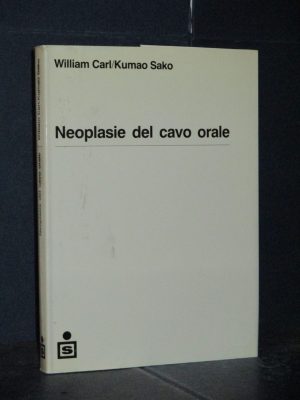 William Carl/Kumao Sako
Neoplasie del cavo orale
s